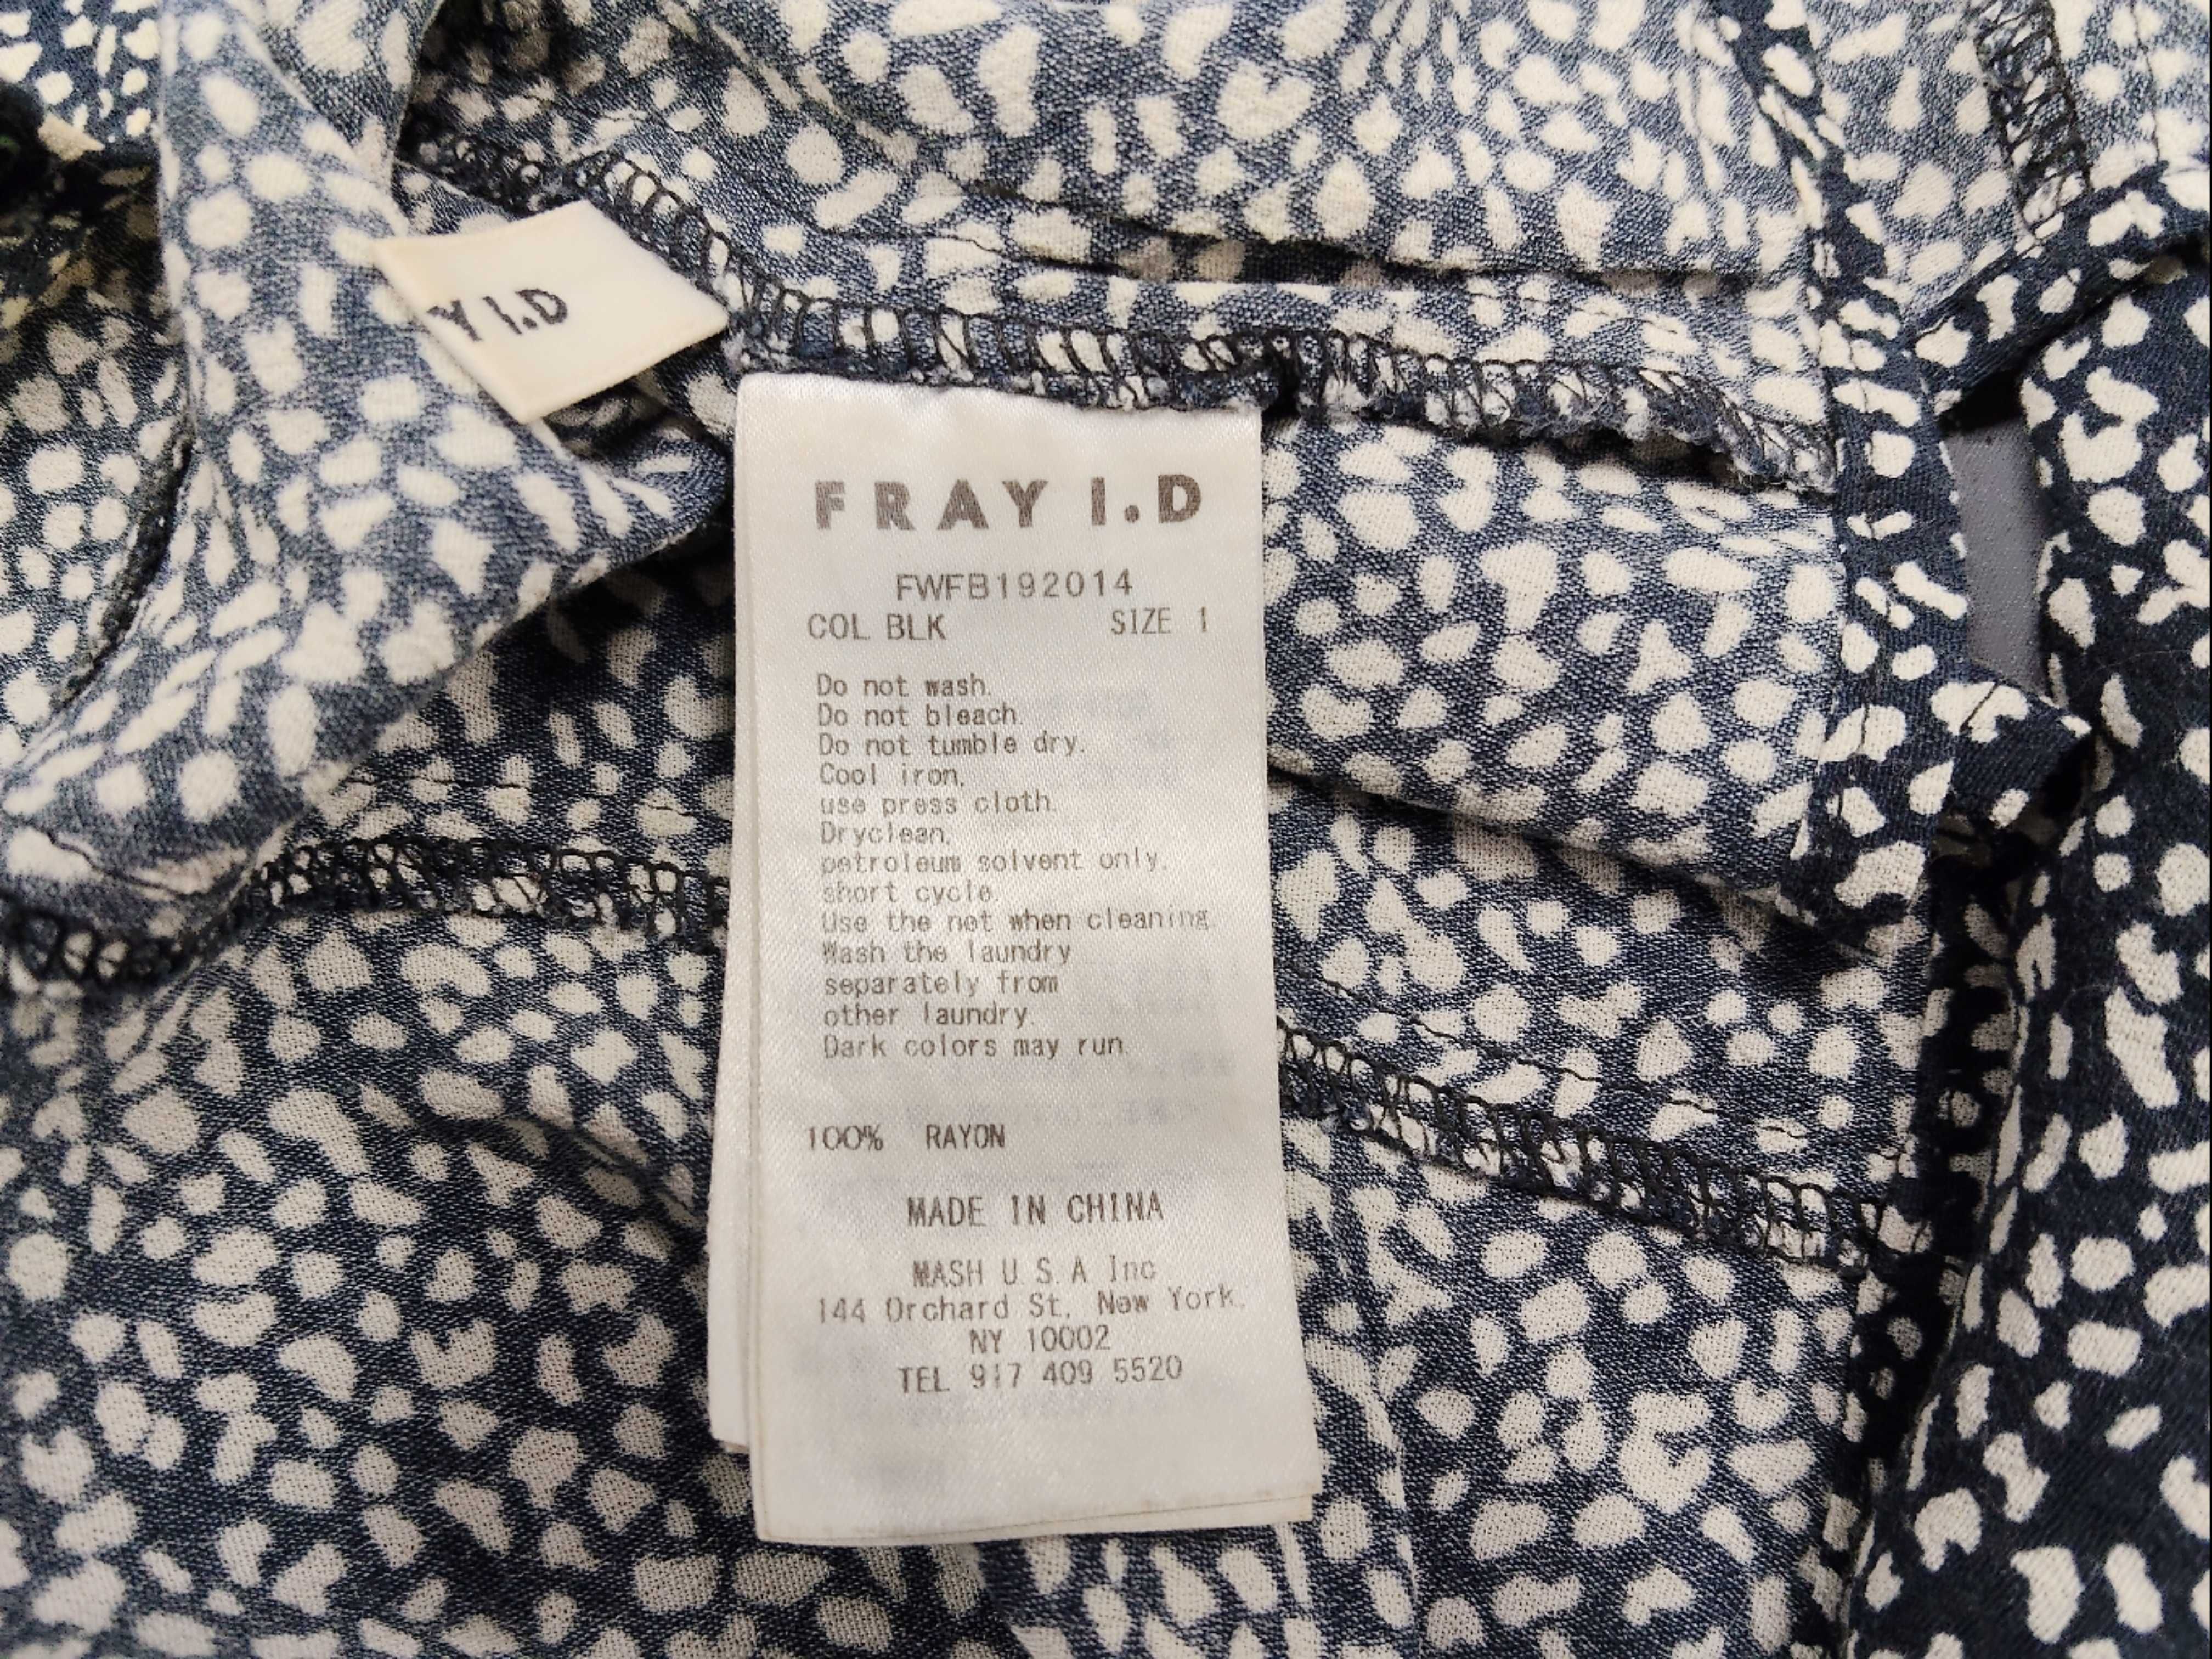 Y I.D
FRAY I.D
FWFB192014
COL BLK SIZE 1
Do not wash.
Do not bleach.
Do not tumble dry.
Cool iron,
use press cloth.
Dryclean,
petroleum solvent only.
short cycle.
Use the net when cleaning.
Wash the laundry
separately from
other laundry.
Dark colors may run.
100% RAYON
MADE IN CHINA
MASH U.S.A Inc
144 Orchard St, New York,
NY 10002
TEL 917 409 5520